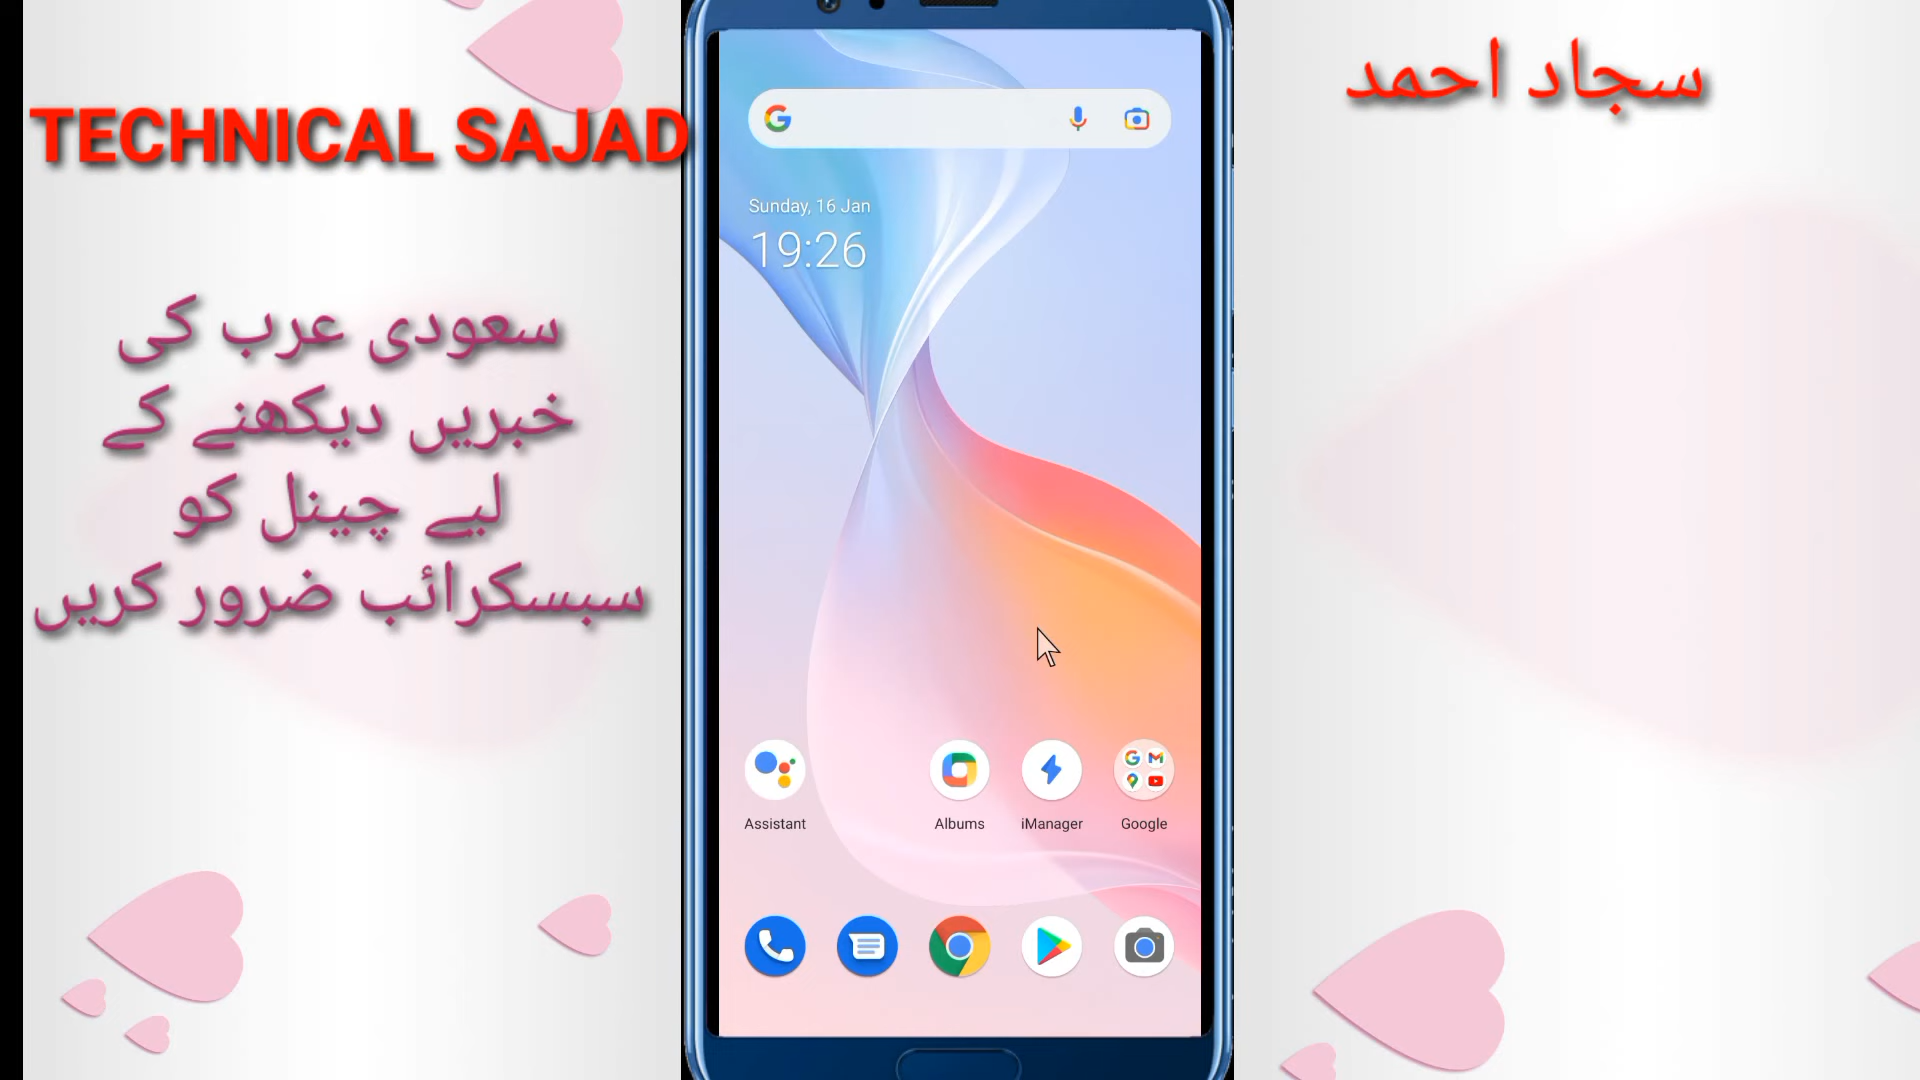 TECHNICAL SAJAD
سعودی عرب کی
خبریں دیکھنے کے
لیے چینل کو
سبسکرائب ضرور کریں
Sunday, 16 Jan
19:26
Assistant
Albums
iManager
Google
سجاد احمد